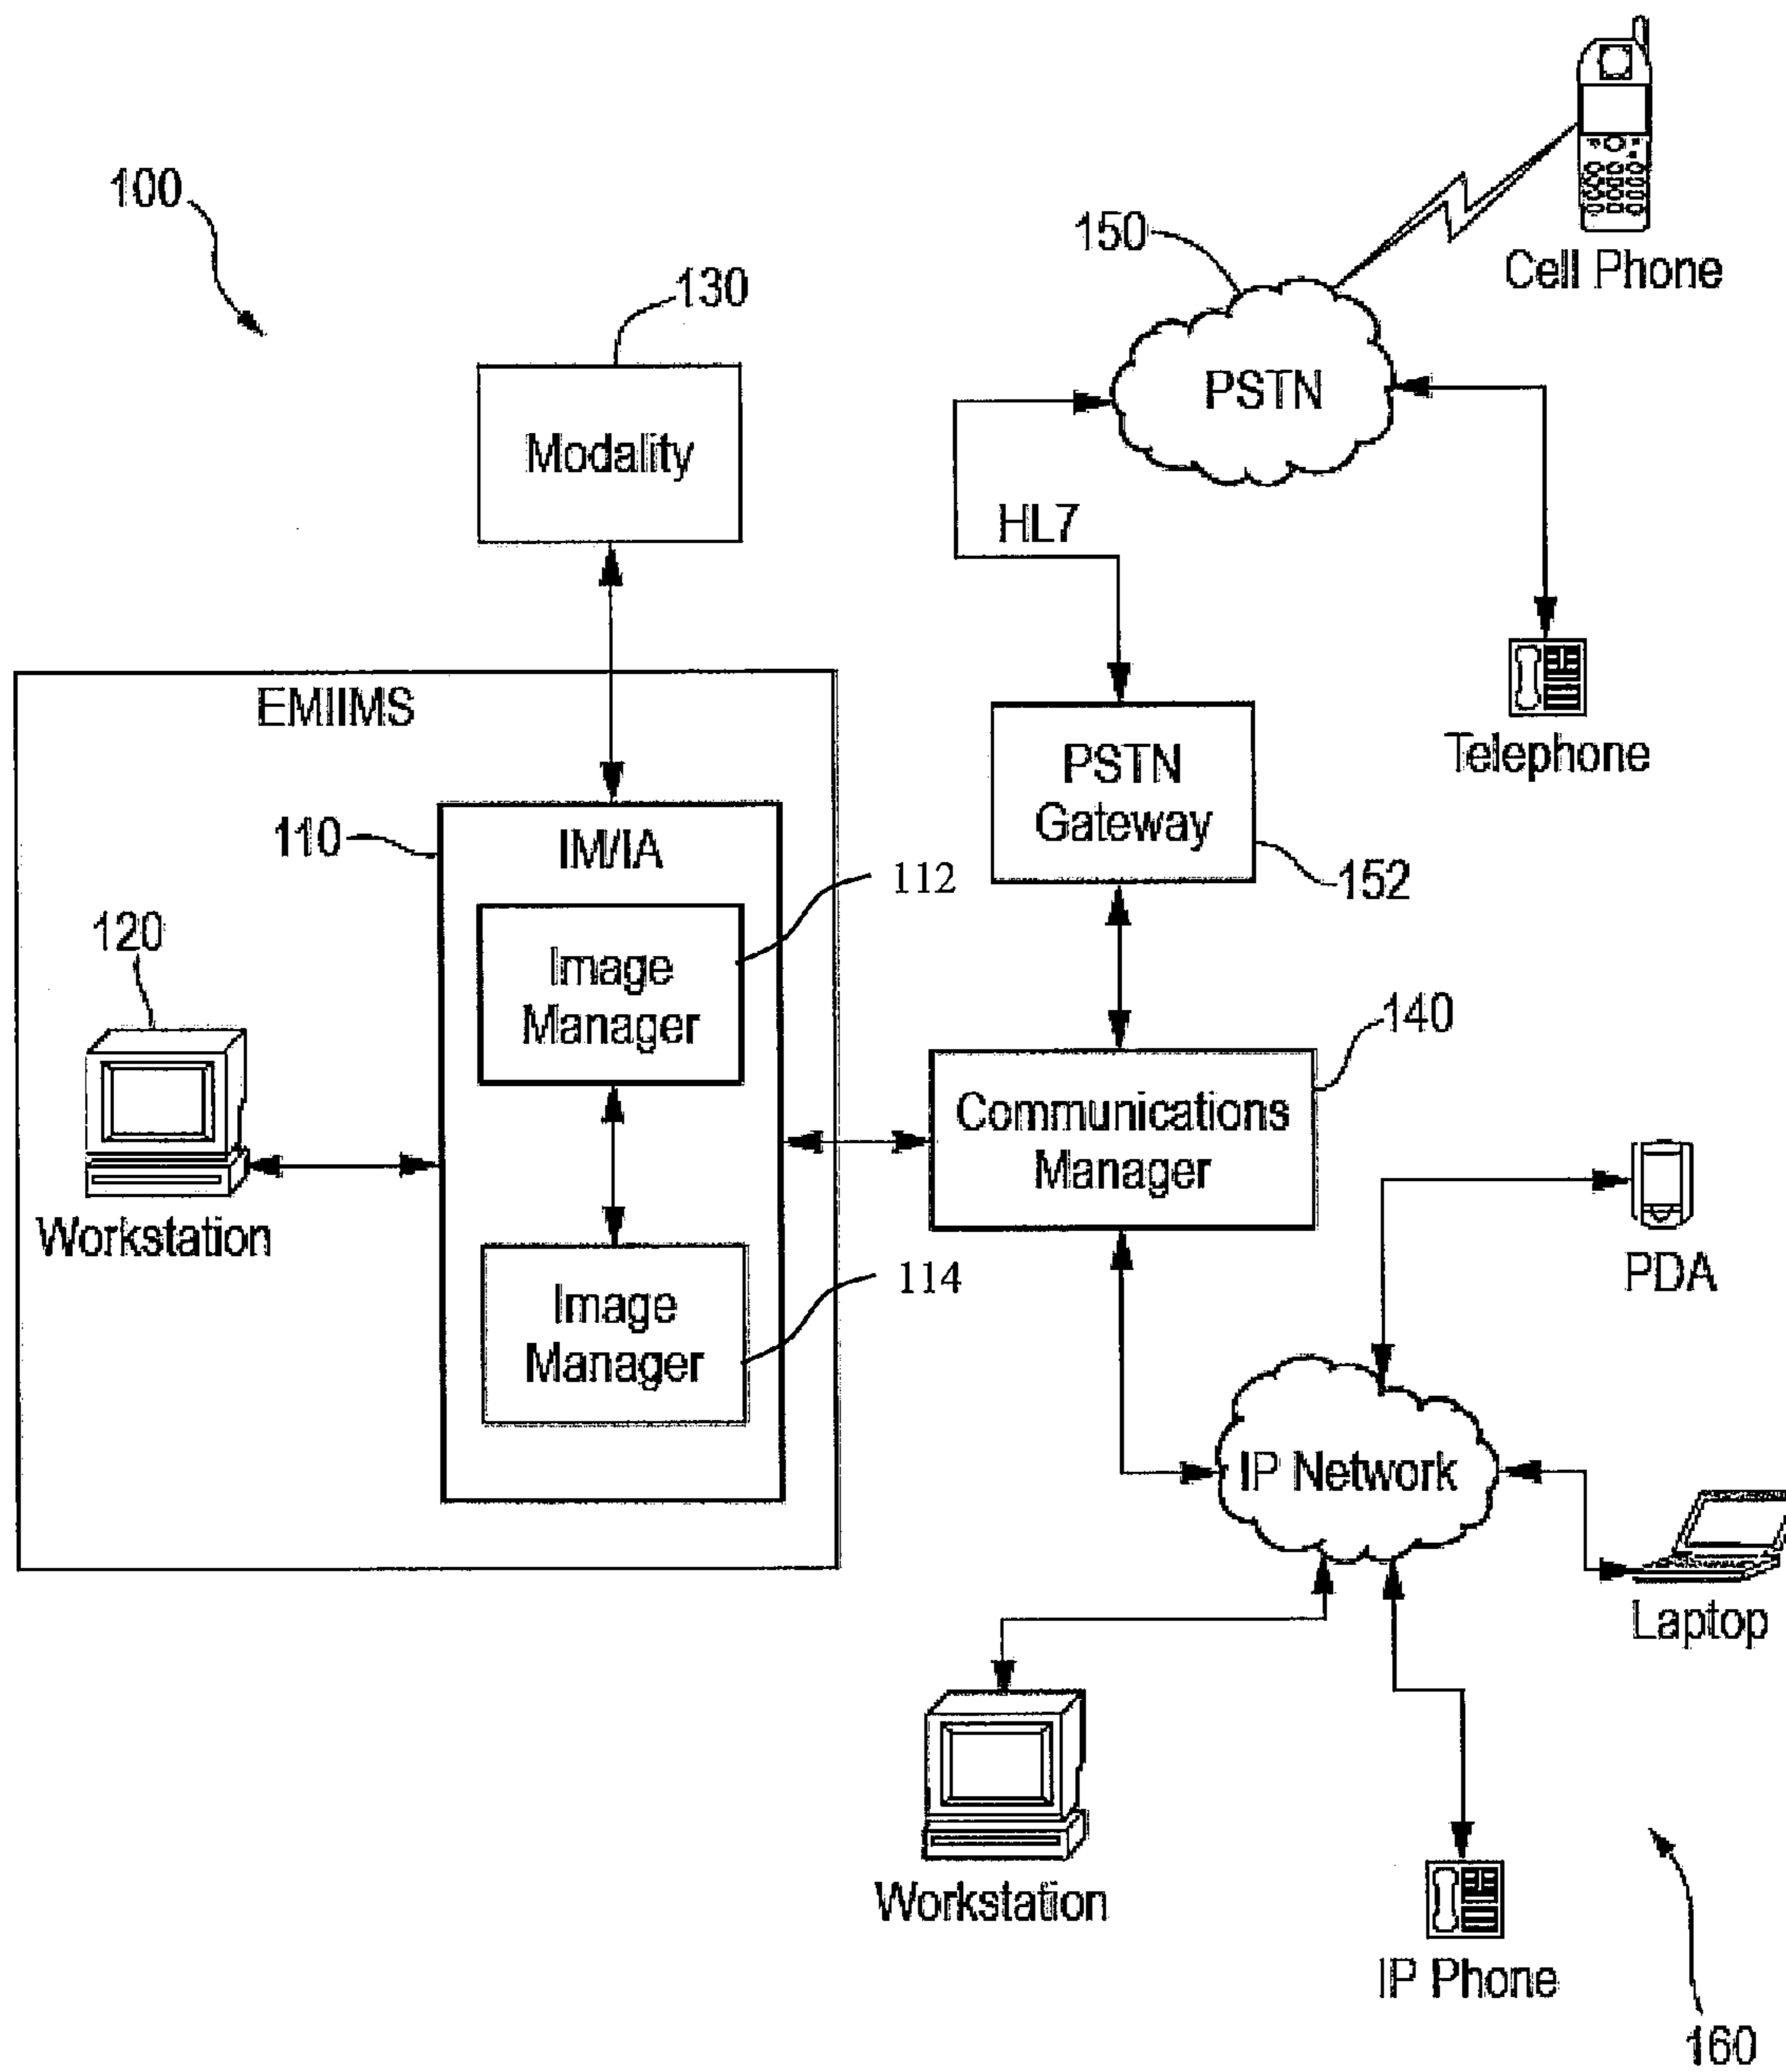 100
150
Cell Phone
130
PSTN
Modality
HL7
EMIIMS
PSTN
Gateway
Telephone
110
IM/IA
112
152
120
Image
Manager
140
Communications
Manager
Workstation
114
PDA
Image
Manager
IP Network
Laptop
Workstation
IP Phone
160